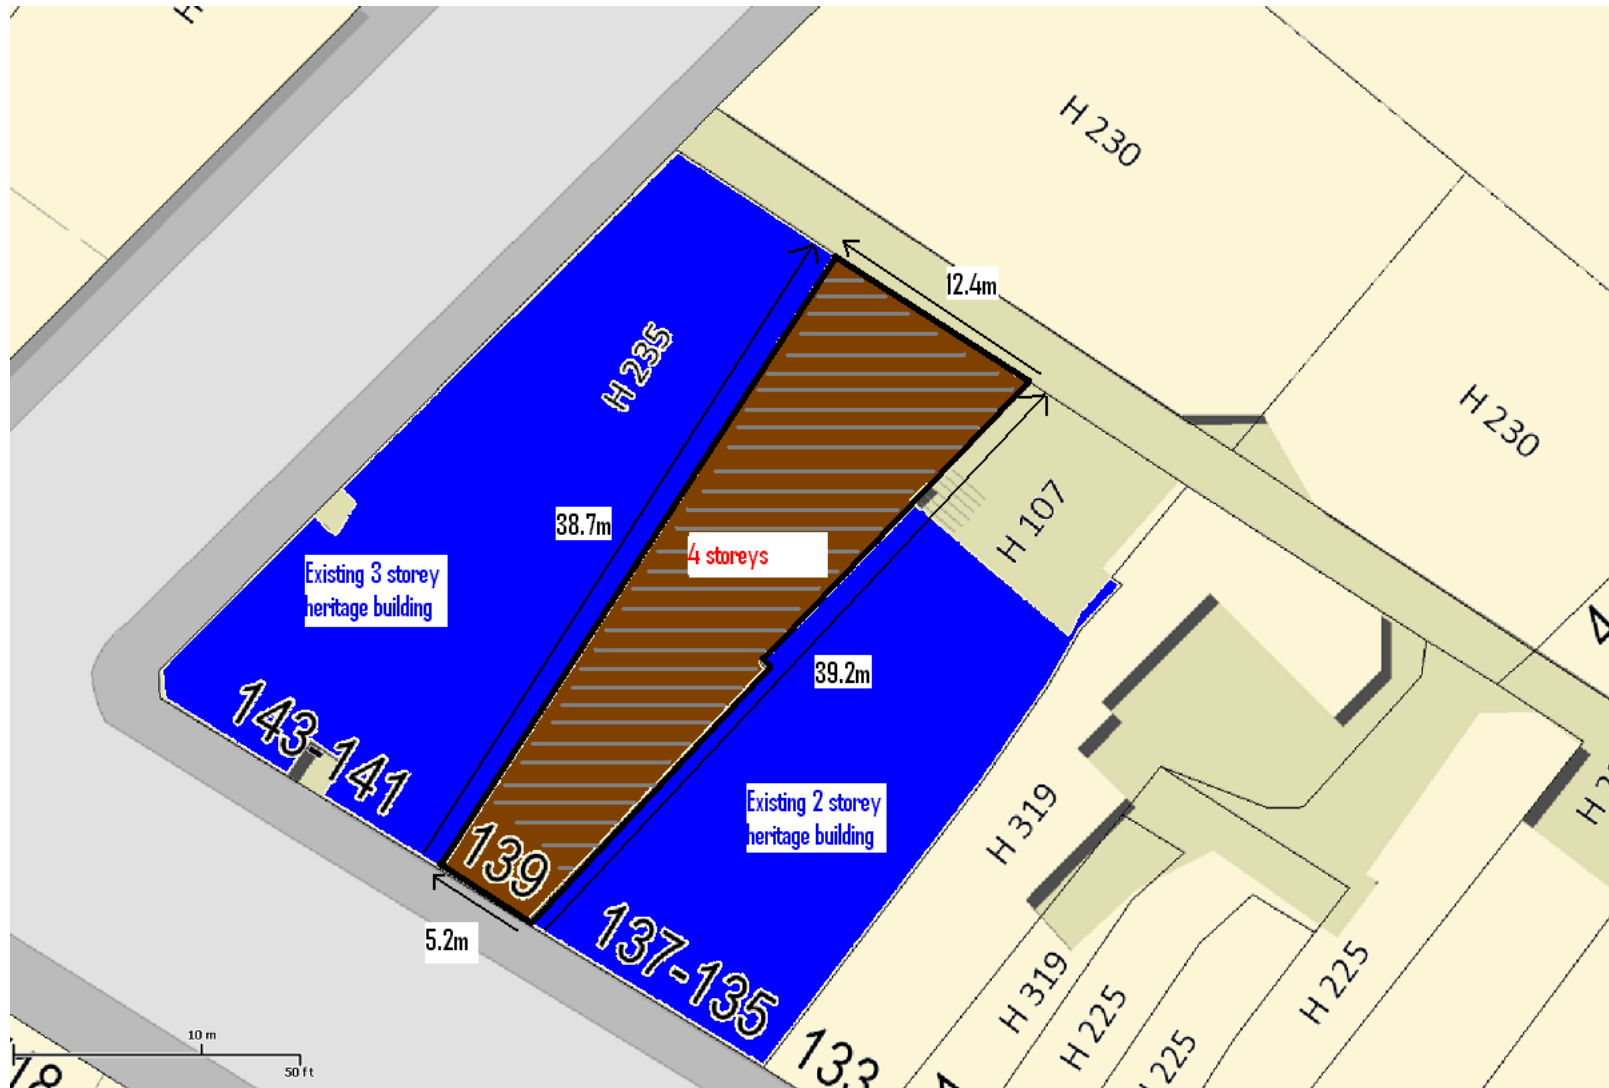 H 230
12.4m
H 235
H 230
H 107
38.7m
4 storeys
Existing 3 storey
heritage building
39.2m
143-141
Existing 2 storey
heritage building
H 319
139
5.2m
137-135
H 319
H 225
H 225
225
133
10 m
50 ft
18
4